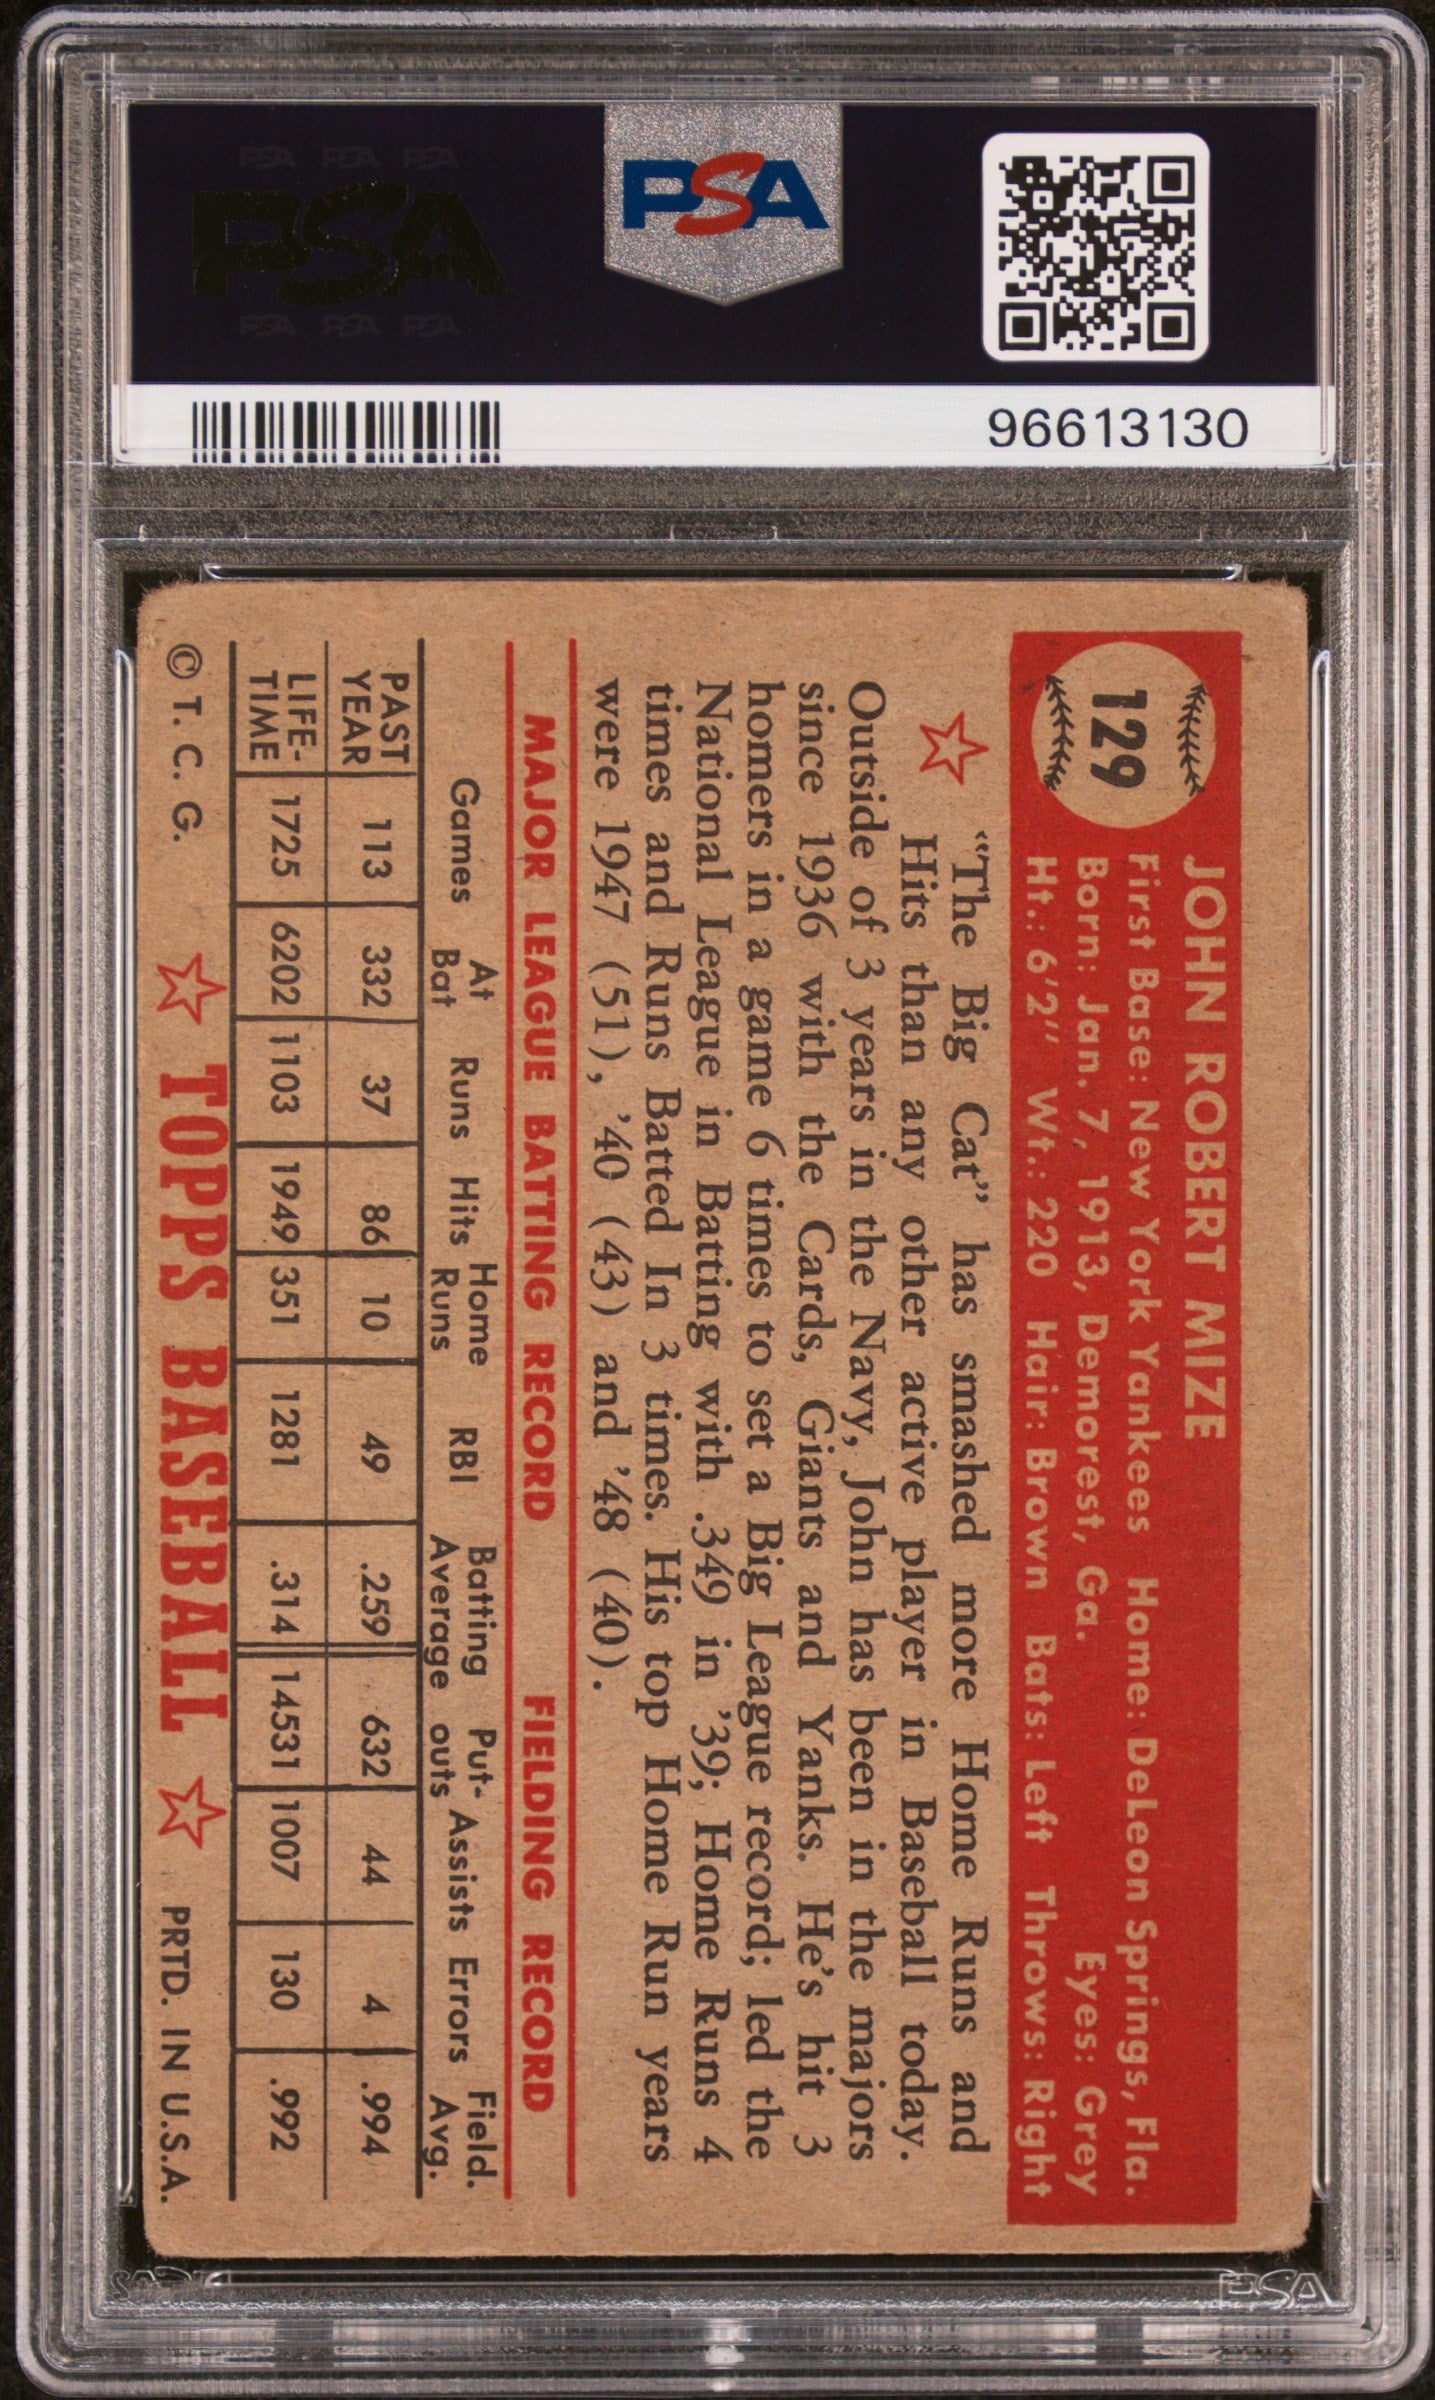 PSA PSA PSA
PSA
PSA PSA PSA
PSA
96613130
129
JOHN ROBERT MIZE
First Base: New York Yankees Home: DeLeon Springs, Fla.
Born: Jan. 7, 1913, Demorest, Ga. Eyes: Grey
Ht.: 6'2" Wt.: 220 Hair: Brown Bats: Left Throws: Right
"The Big Cat" has smashed more Home Runs and
Hits than any other active player in Baseball today.
Outside of 3 years in the Navy, John has been in the majors
since 1936 with the Cards, Giants and Yanks. He's hit 3
homers in a game 6 times to set a Big League record; led the
National League in Batting with .349 in '39; Home Runs 4
times and Runs Batted In 3 times. His top Home Run years
were 1947 (51), '40 (43) and '48 (40).
MAJOR LEAGUE BATTING RECORD FIELDING RECORD
Games At Bat Runs Hits Home Runs RBI Batting Average Put-outs Assists Errors Field. Avg.
PAST YEAR 113 332 37 86 10 49 .259 632 44 4 .994
LIFE-TIME 1725 6202 1103 1949 351 1281 .314 14531 1007 130 .992
© T. C. G. TOPPS BASEBALL PRTD. IN U.S.A.
PSA
PSA